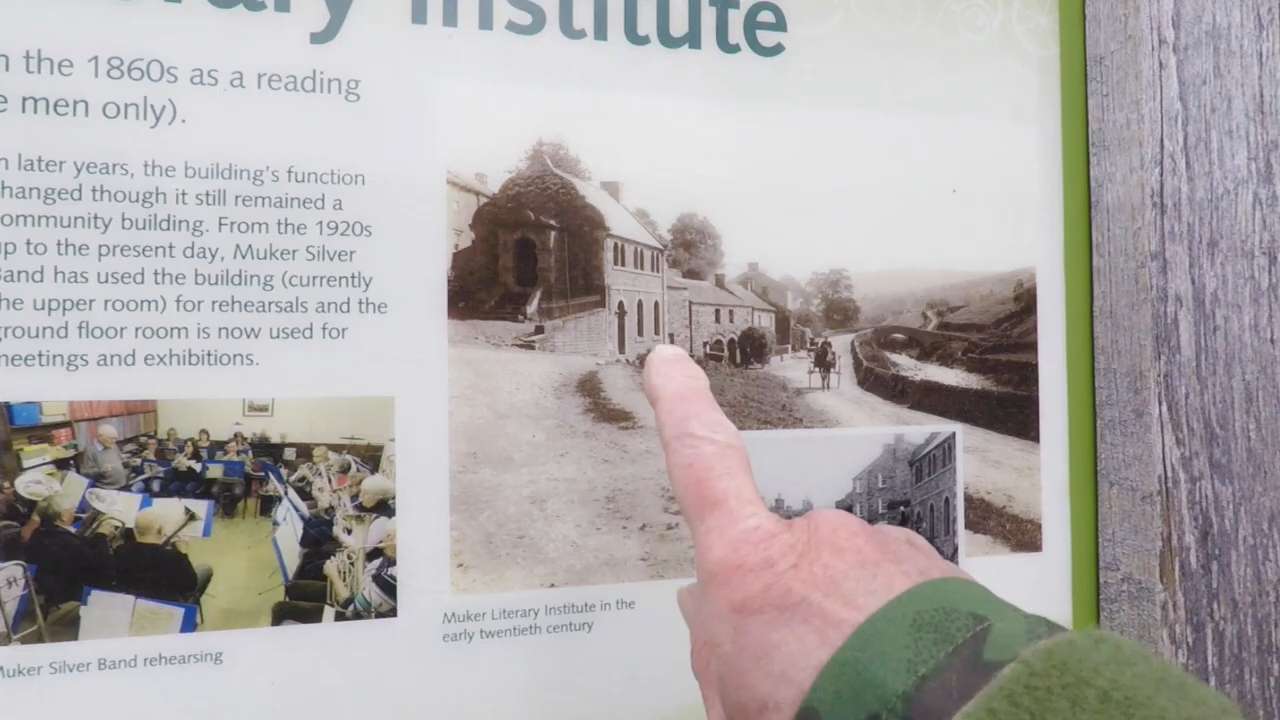 Institute
the 1860s as a reading
men only).
later years, the building's function
hanged though it still remained a
ommunity building. From the 1920s
up to the present day, Muker Silver
Band has used the building (currently
he upper room) for rehearsals and the
ground floor room is now used for
meetings and exhibitions.
Muker Literary Institute in the
early twentieth century
Muker Silver Band rehearsing